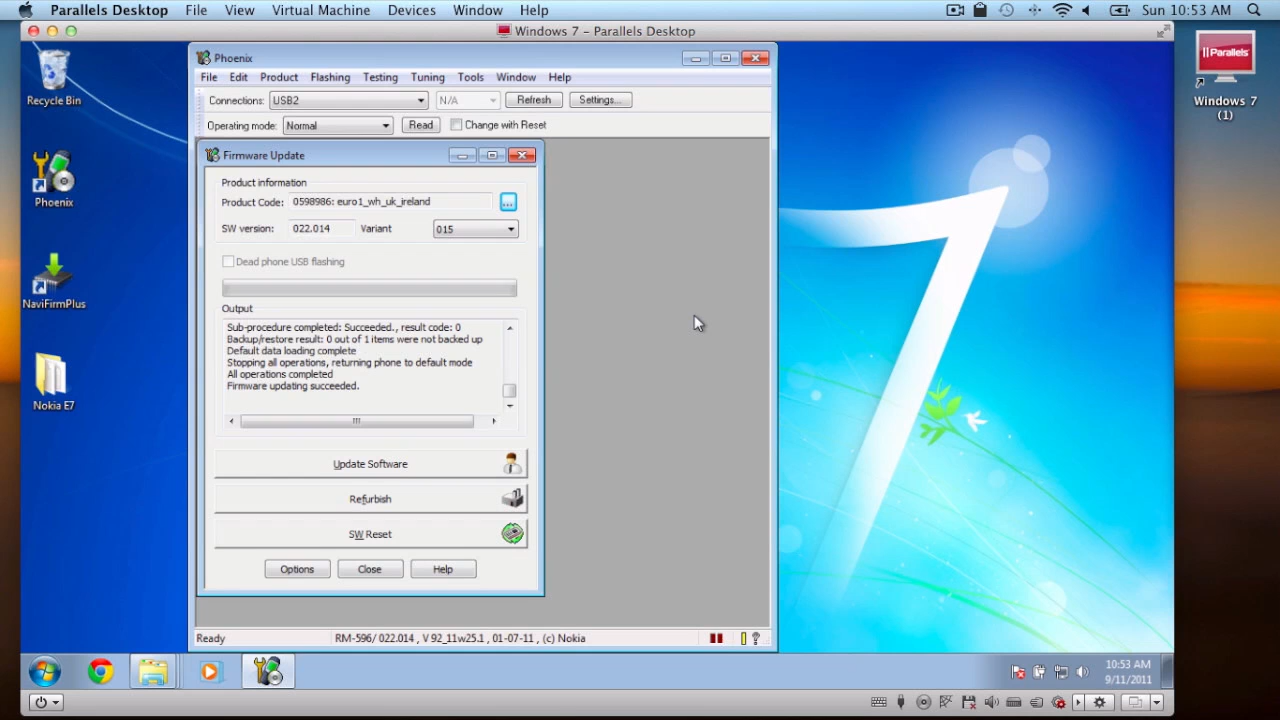 Parallels Desktop File View Virtual Machine Devices Window Help Sun 10:53 AM
Windows 7 - Parallels Desktop
Recycle Bin
Phoenix
NaviFirmPlus
Nokia E7
Parallels
Windows 7
(1)
Phoenix
File Edit Product Flashing Testing Tuning Tools Window Help
Connections: USB2 N/A Refresh Settings...
Operating mode: Normal Read Change with Reset
Firmware Update
Product information
Product Code: 0598986: euro1_wh_uk_ireland ...
SW version: 022.014 Variant 015
Dead phone USB flashing
Output
Sub-procedure completed: Succeeded., result code: 0
Backup/restore result: 0 out of 1 items were not backed up
Default data loading complete
Stopping all operations, returning phone to default mode
All operations completed
Firmware updating succeeded.
Update Software
Refurbish
SW Reset
Options Close Help
Ready RM-596/ 022.014 , V 92_11w25.1 , 01-07-11 , (c) Nokia
7
10:53 AM
9/11/2011